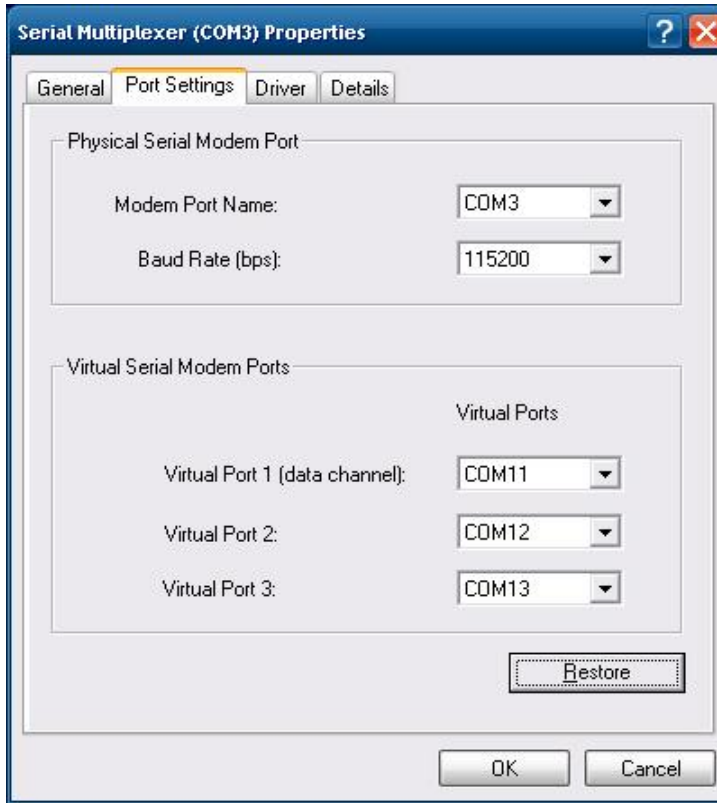 Serial Multiplexer (COM3) Properties
General Port Settings Driver Details
Physical Serial Modem Port
Modem Port Name: COM3
Baud Rate (bps): 115200
Virtual Serial Modem Ports
Virtual Ports
Virtual Port 1 (data channel): COM11
Virtual Port 2: COM12
Virtual Port 3: COM13
Restore
OK Cancel